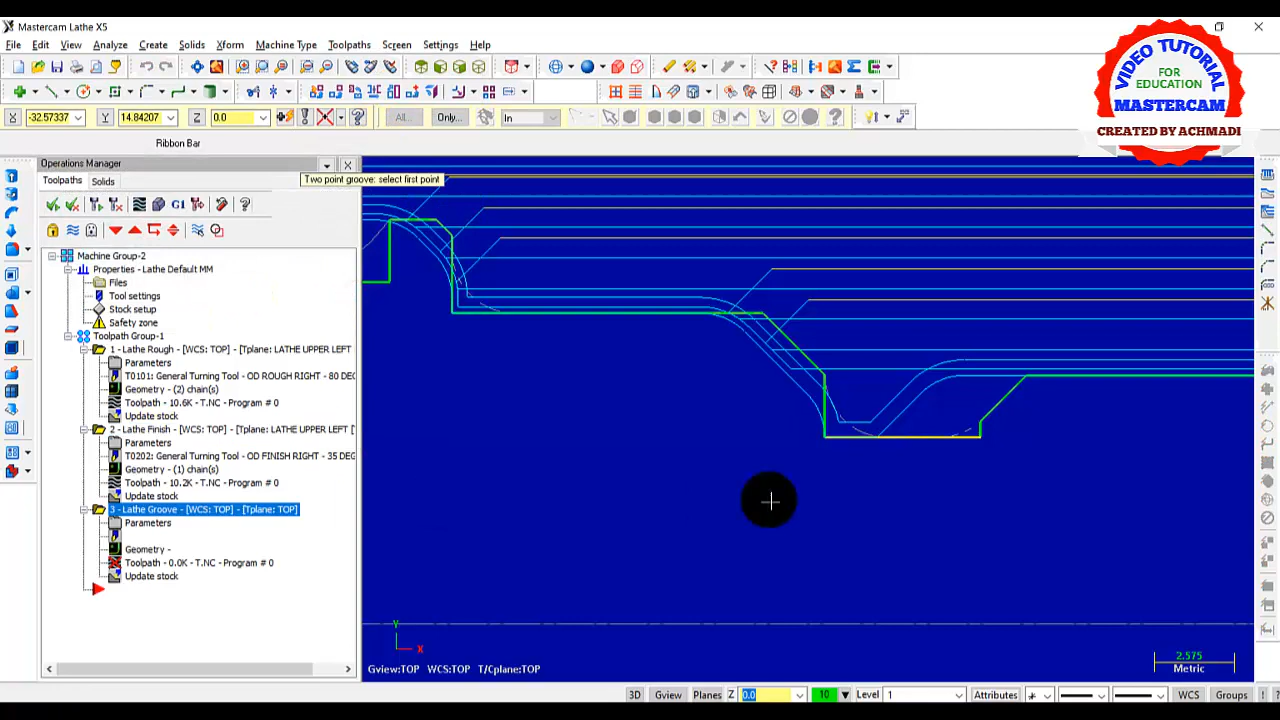 Mastercam Lathe X5
File Edit View Analyze Create Solids Xform Machine Type Toolpaths Screen Settings Help
X -32.57337 Y 14.84207 Z 0.0 All... Only... In
Ribbon Bar
VIDEO TUTORIAL
FOR
EDUCATION
MASTERCAM
CREATED BY ACHMADI
Operations Manager
Two point groove: select first point
Toolpaths Solids
G1
Machine Group-2
Properties - Lathe Default MM
Files
Tool settings
Stock setup
Safety zone
Toolpath Group-1
1 - Lathe Rough - [WCS: TOP] - [Tplane: LATHE UPPER LEFT
Parameters
T0101: General Turning Tool - OD ROUGH RIGHT - 80 DEG
Geometry - (2) chain(s)
Toolpath - 10.6K - T.NC - Program # 0
Update stock
2 - Lathe Finish - [WCS: TOP] - [Tplane: LATHE UPPER LEFT [
Parameters
T0202: General Turning Tool - OD FINISH RIGHT - 35 DEG
Geometry - (1) chain(s)
Toolpath - 10.2K - T.NC - Program # 0
Update stock
3 - Lathe Groove - [WCS: TOP] - [Tplane: TOP]
Parameters
Geometry -
Toolpath - 0.0K - T.NC - Program # 0
Update stock
Y
X
Gview:TOP WCS:TOP T/Cplane:TOP
2.575
Metric
3D Gview Planes Z 0.0 10 Level 1 Attributes WCS Groups ! ?